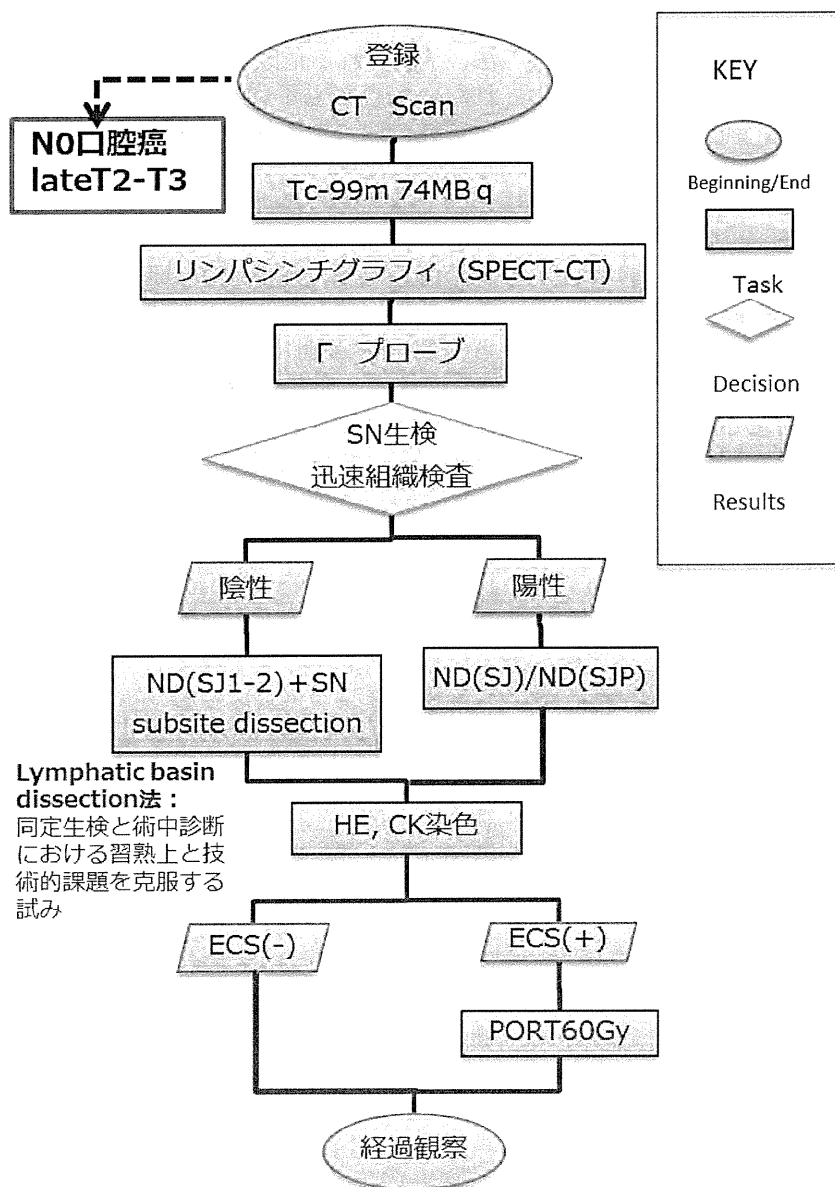 登録
CT Scan
N0口腔癌
lateT2-T3
Tc-99m 74MBq
リンパシンチグラフィ（SPECT-CT)
Γ プローブ
SN生検
迅速組織検査
陰性
陽性
ND(SJ1-2)＋SN
subsite dissection
ND(SJ)/ND(SJP)
Lymphatic basin
dissection法：
同定生検と術中診断
における習熟上と技
術的課題を克服する
試み
HE, CK染色
ECS(-)
ECS(+)
PORT60Gy
経過観察
KEY
Beginning/End
Task
Decision
Results